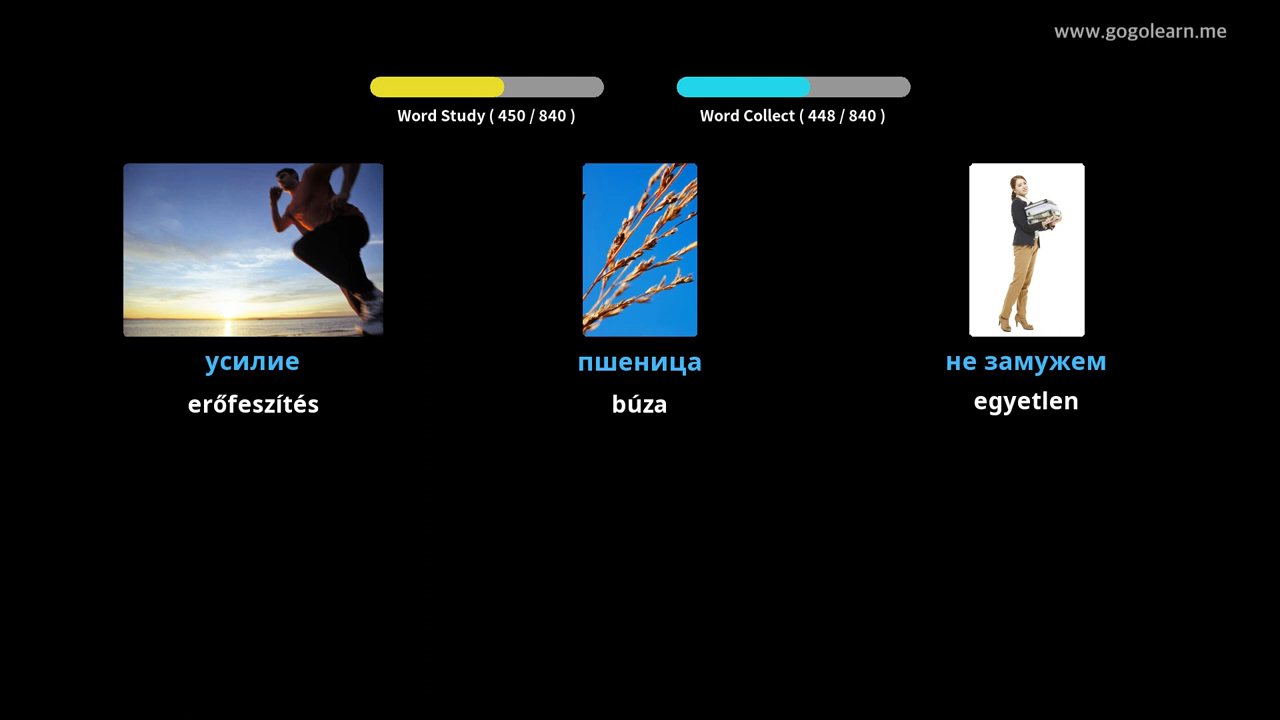 www.gogolearn.me
Word Study ( 450 / 840 )
Word Collect ( 448 / 840 )
усилие
пшеница
не замужем
erőfeszítés
búza
egyetlen